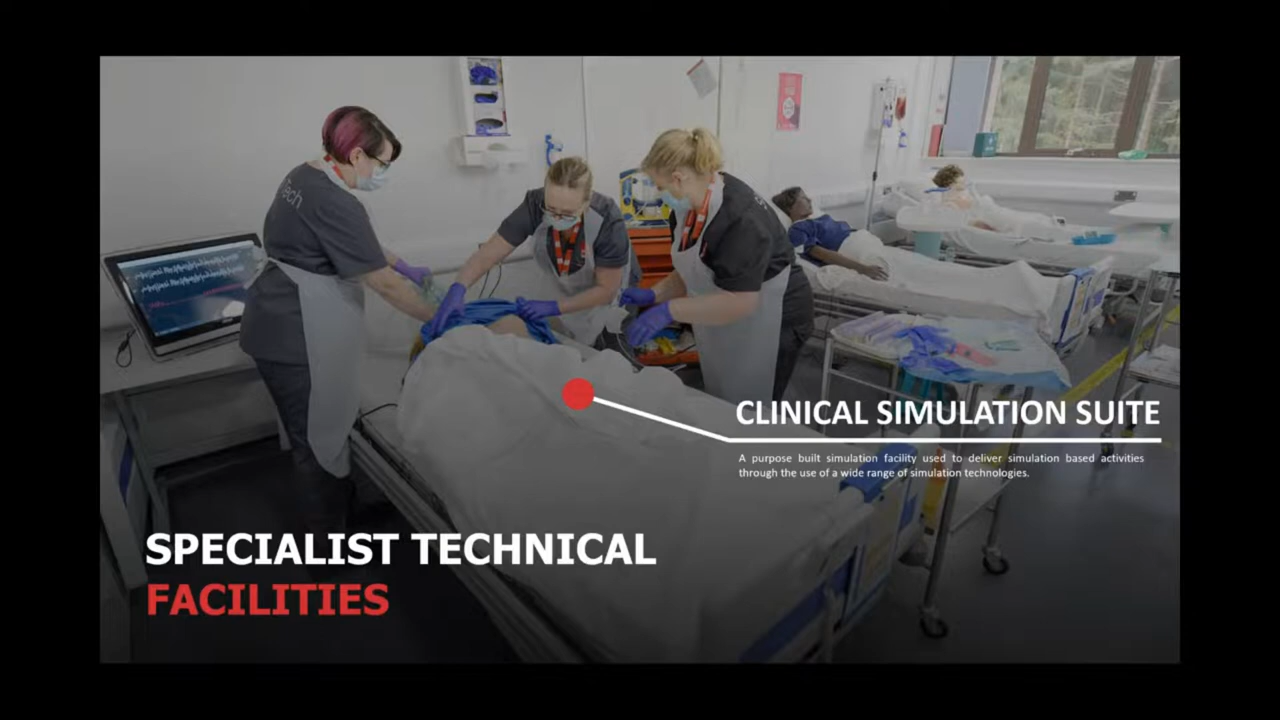 Tech
CLINICAL SIMULATION SUITE
A purpose built simulation facility used to deliver simulation based activities
through the use of a wide range of simulation technologies.
SPECIALIST TECHNICAL
FACILITIES